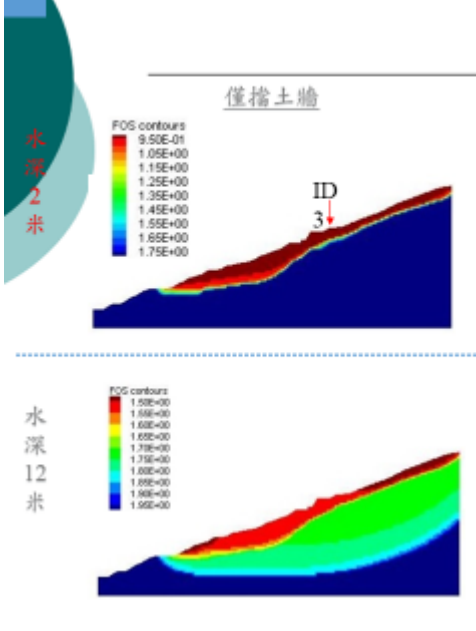 僅擋土牆
水
深
2
米
FOS contours
9.50E-01
1.05E+00
1.15E+00
1.25E+00
1.35E+00
1.45E+00
1.55E+00
1.65E+00
1.75E+00
ID
3
水
深
12
米
FOS contours
1.50E+00
1.55E+00
1.60E+00
1.65E+00
1.70E+00
1.75E+00
1.80E+00
1.85E+00
1.90E+00
1.95E+00